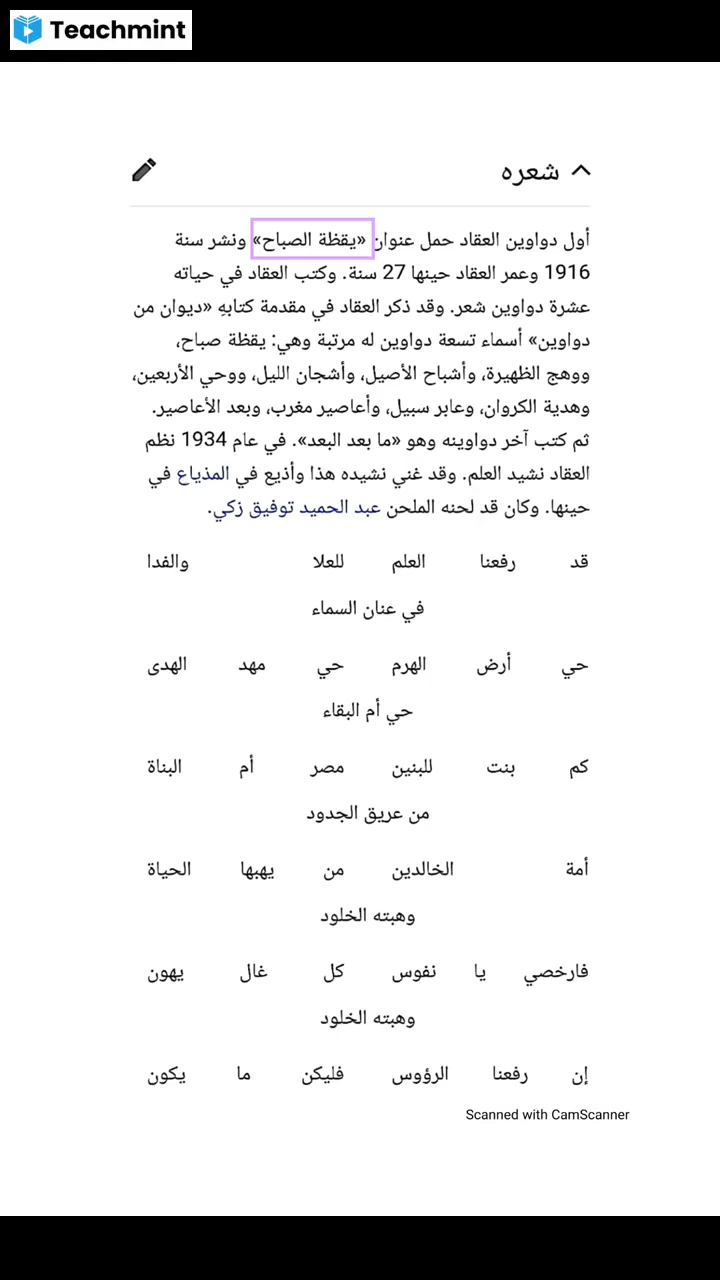 Teachmint
شعره
أول دواوين العقاد حمل عنوان «يقظة الصباح» ونشر سنة
1916 وعمر العقاد حينها 27 سنة. وكتب العقاد في حياته
عشرة دواوين شعر. وقد ذكر العقاد في مقدمة كتابهِ «ديوان من
دواوين» أسماء تسعة دواوين له مرتبة وهي: يقظة صباح،
ووهج الظهيرة، وأشباح الأصيل، وأشجان الليل، ووحي الأربعين،
وهدية الكروان، وعابر سبيل، وأعاصير مغرب، وبعد الأعاصير.
ثم كتب آخر دواوينه وهو «ما بعد البعد». في عام 1934 نظم
العقاد نشيد العلم. وقد غني نشيده هذا وأذيع في المذياع في
حينها. وكان قد لحنه الملحن عبد الحميد توفيق زكي.
قد رفعنا العلم للعلا والفدا
في عنان السماء
حي أرض الهرم حي مهد الهدى
حي أم البقاء
كم بنت للبنين مصر أم البناة
من عريق الجدود
أمة الخالدين من يهبها الحياة
وهبته الخلود
فارخصي يا نفوس كل غال يهون
وهبته الخلود
إن رفعنا الرؤوس فليكن ما يكون
Scanned with CamScanner